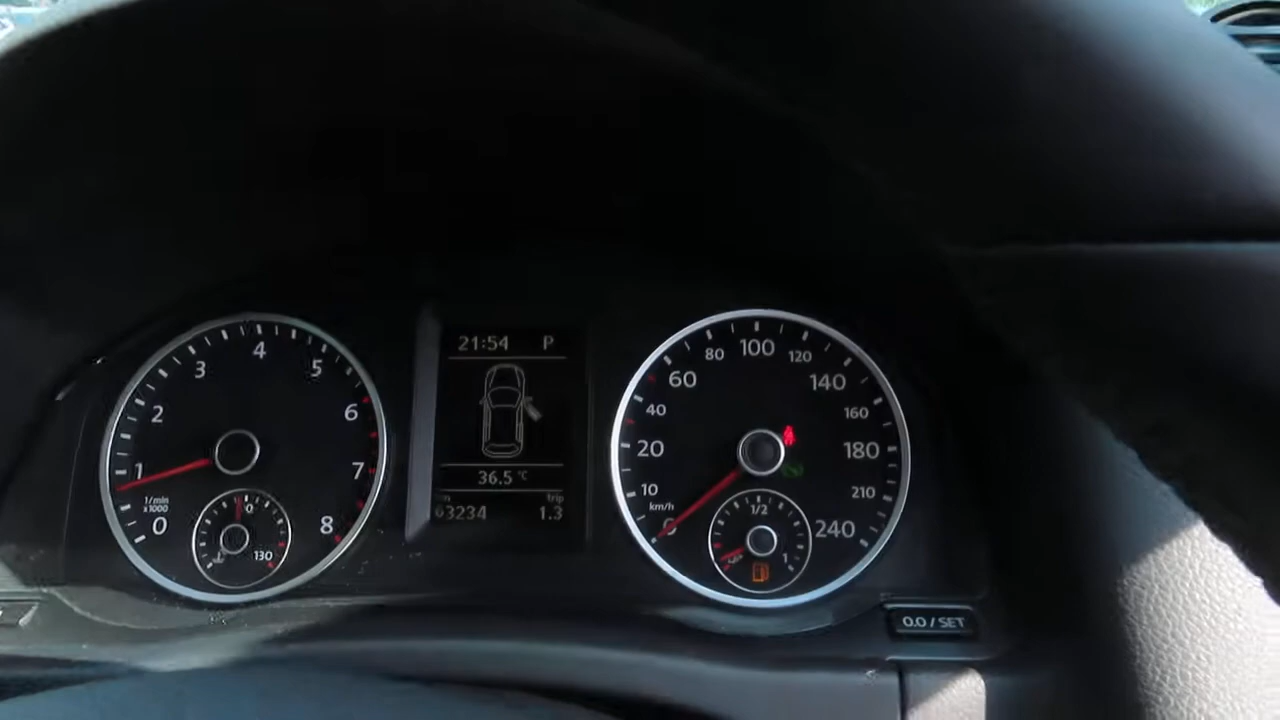 0 1 2 3 4 5 6 7 8
1/min
x1000
130
21:54 P
36.5 °C
trip
63234 1.3
0 10 20 40 60 80 100 120 140 160 180 210 240
km/h
1/2
1
0.0 / SET